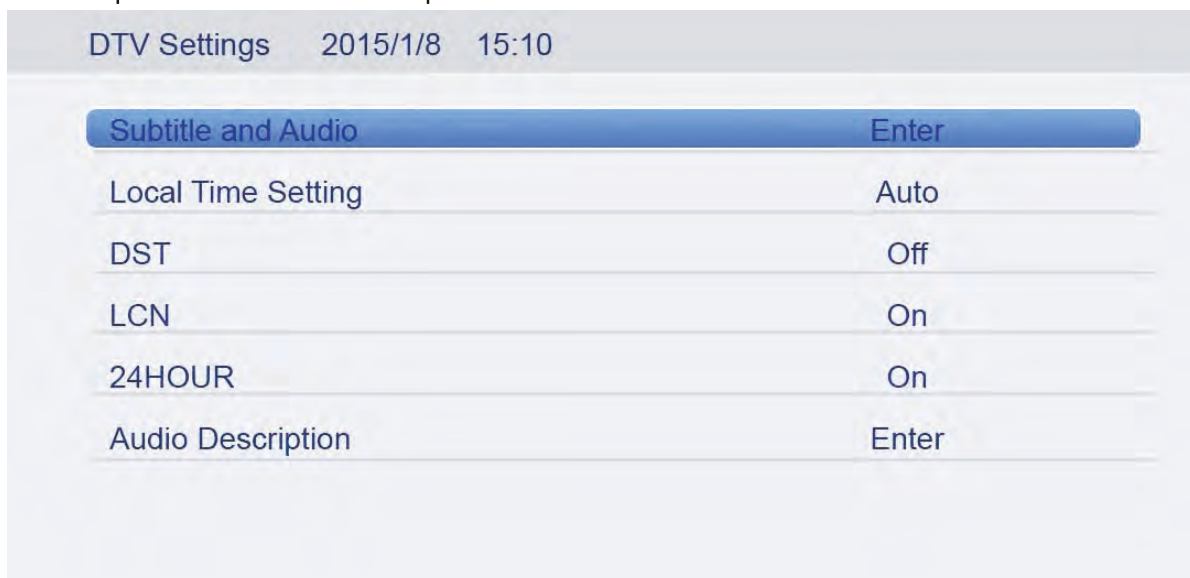 DTV Settings 2015/1/8 15:10
Subtitle and Audio Enter
Local Time Setting Auto
DST Off
LCN On
24HOUR On
Audio Description Enter